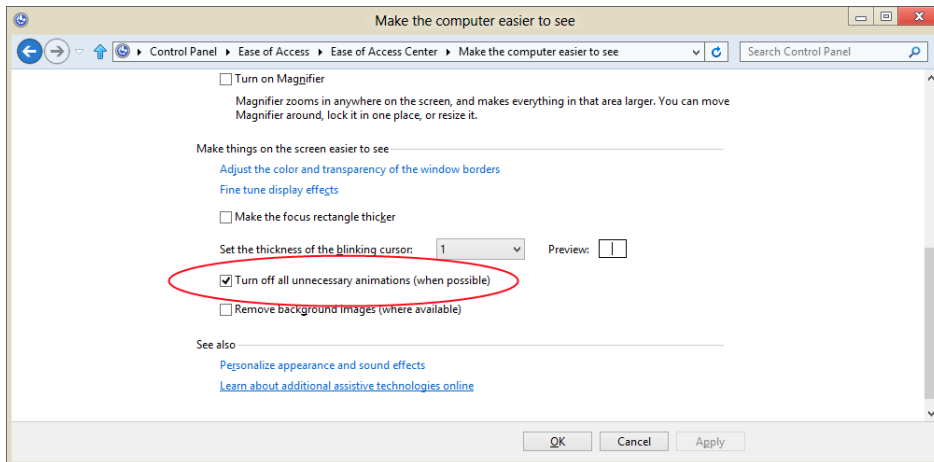 Make the computer easier to see
Control Panel Ease of Access Ease of Access Center Make the computer easier to see
Search Control Panel
Turn on Magnifier
Magnifier zooms in anywhere on the screen, and makes everything in that area larger. You can move
Magnifier around, lock it in one place, or resize it.
Make things on the screen easier to see
Adjust the color and transparency of the window borders
Fine tune display effects
Make the focus rectangle thicker
Set the thickness of the blinking cursor: 1 Preview:
Turn off all unnecessary animations (when possible)
Remove background images (where available)
See also
Personalize appearance and sound effects
Learn about additional assistive technologies online
OK Cancel Apply